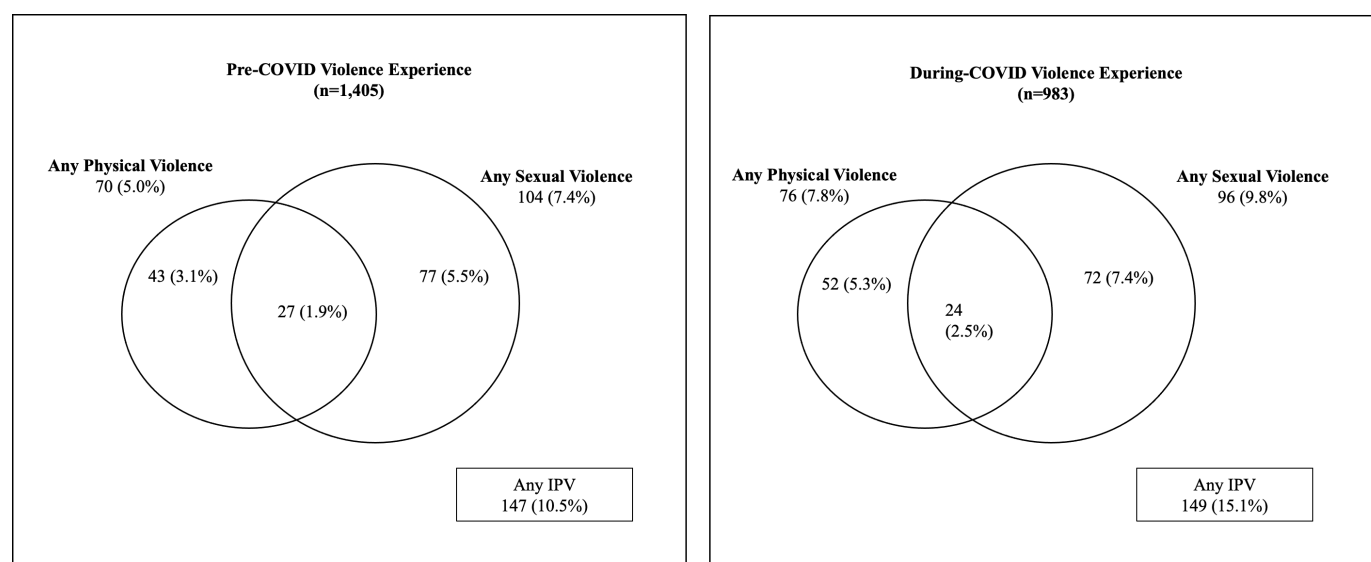 Pre-COVID Violence Experience
(n=1,405)
Any Physical Violence
70 (5.0%)
Any Sexual Violence
104 (7.4%)
43 (3.1%)
77 (5.5%)
27 (1.9%)
Any IPV
147 (10.5%)
During-COVID Violence Experience
(n=983)
Any Physical Violence
76 (7.8%)
Any Sexual Violence
96 (9.8%)
52 (5.3%)
72 (7.4%)
24
(2.5%)
Any IPV
149 (15.1%)